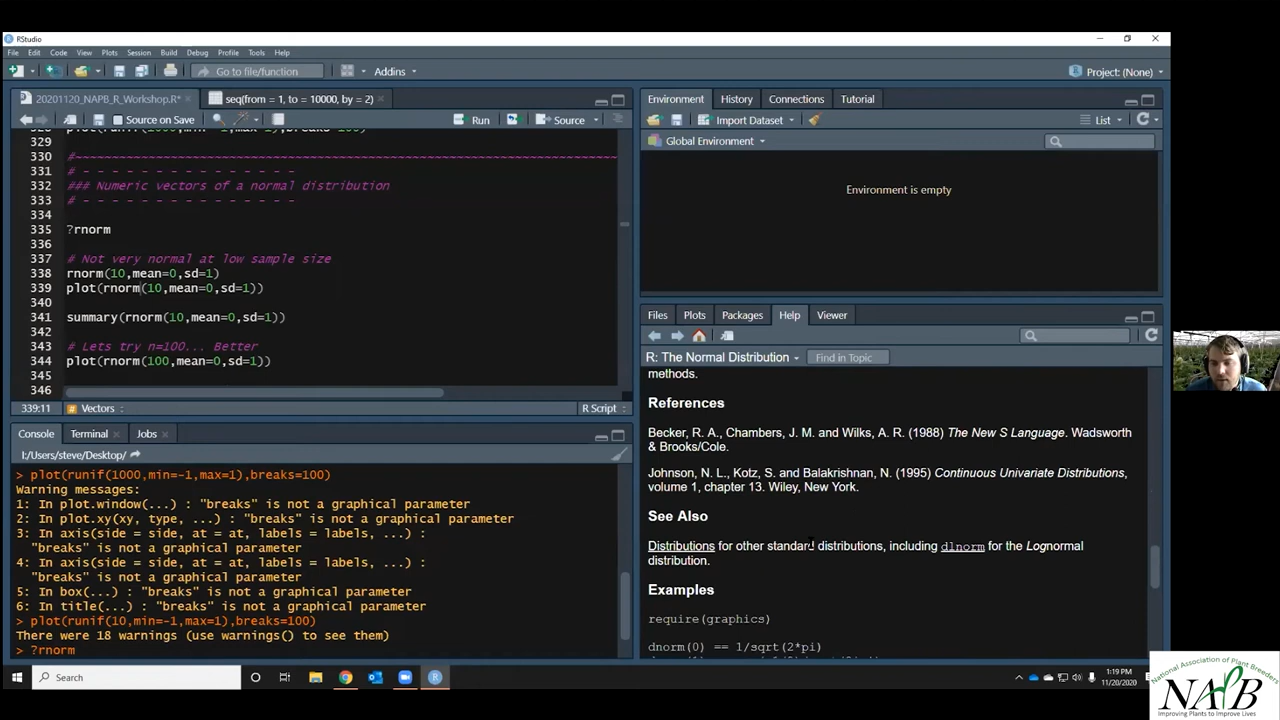 RStudio
File Edit Code View Plots Session Build Debug Profile Tools Help
Go to file/function
Addins
Project: (None)
20201120_NAPB_R_Workshop.R*
seq(from = 1, to = 10000, by = 2)
Source on Save
Run
Source
329
330 #~~~~~~~~~~~~~~~~~~~~~~~~~~~~~~~~~~~~~~~~~~~~~~~~~~~~~~~~~~~~~~~~~~~~~~~~~
331 # - - - - - - - - - - - - - - -
332 ### Numeric vectors of a normal distribution
333 # - - - - - - - - - - - - - - -
334
335 ?rnorm
336
337 # Not very normal at low sample size
338 rnorm(10,mean=0,sd=1)
339 plot(rnorm(10,mean=0,sd=1))
340
341 summary(rnorm(10,mean=0,sd=1))
342
343 # Lets try n=100... Better
344 plot(rnorm(100,mean=0,sd=1))
345
346
339:11
Vectors
R Script
Console Terminal Jobs
I:/Users/steve/Desktop/
> plot(runif(1000,min=-1,max=1),breaks=100)
Warning messages:
1: In plot.window(...) : "breaks" is not a graphical parameter
2: In plot.xy(xy, type, ...) : "breaks" is not a graphical parameter
3: In axis(side = side, at = at, labels = labels, ...) :
"breaks" is not a graphical parameter
4: In axis(side = side, at = at, labels = labels, ...) :
"breaks" is not a graphical parameter
5: In box(...) : "breaks" is not a graphical parameter
6: In title(...) : "breaks" is not a graphical parameter
> plot(runif(10,min=-1,max=1),breaks=100)
There were 18 warnings (use warnings() to see them)
> ?rnorm
Environment History Connections Tutorial
Import Dataset
List
Global Environment
Environment is empty
Files Plots Packages Help Viewer
R: The Normal Distribution
Find in Topic
methods.
References
Becker, R. A., Chambers, J. M. and Wilks, A. R. (1988) The New S Language. Wadsworth
& Brooks/Cole.
Johnson, N. L., Kotz, S. and Balakrishnan, N. (1995) Continuous Univariate Distributions,
volume 1, chapter 13. Wiley, New York.
See Also
Distributions for other standard distributions, including dlnorm for the Lognormal
distribution.
Examples
require(graphics)
dnorm(0) == 1/sqrt(2*pi)
Search
1:19 PM
11/20/2020
National Association of Plant Breeders
NAPB
Improving Plants to Improve Lives